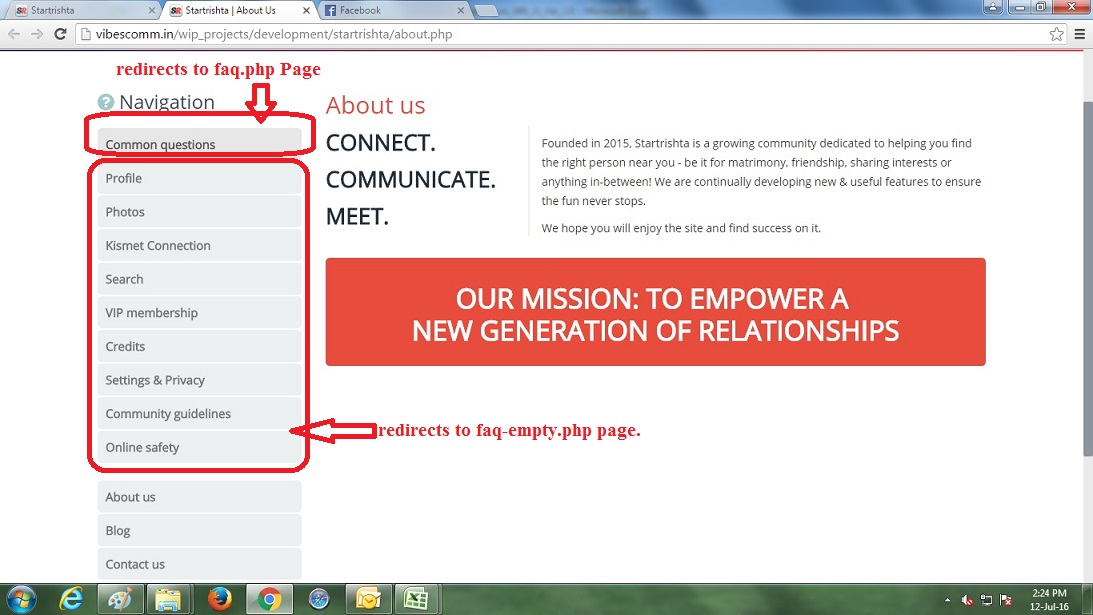 Startrishta
Startrishta | About Us
Facebook
vibescomm.in/wip_projects/development/startrishta/about.php
redirects to faq.php Page
Navigation
Common questions
Profile
Photos
Kismet Connection
Search
VIP membership
Credits
Settings & Privacy
Community guidelines
Online safety
redirects to faq-empty.php page.
About us
Blog
Contact us
About us
CONNECT.
COMMUNICATE.
MEET.
Founded in 2015, Startrishta is a growing community dedicated to helping you find
the right person near you - be it for matrimony, friendship, sharing interests or
anything in-between! We are continually developing new & useful features to ensure
the fun never stops.
We hope you will enjoy the site and find success on it.
OUR MISSION: TO EMPOWER A
NEW GENERATION OF RELATIONSHIPS
2:24 PM
12-Jul-16